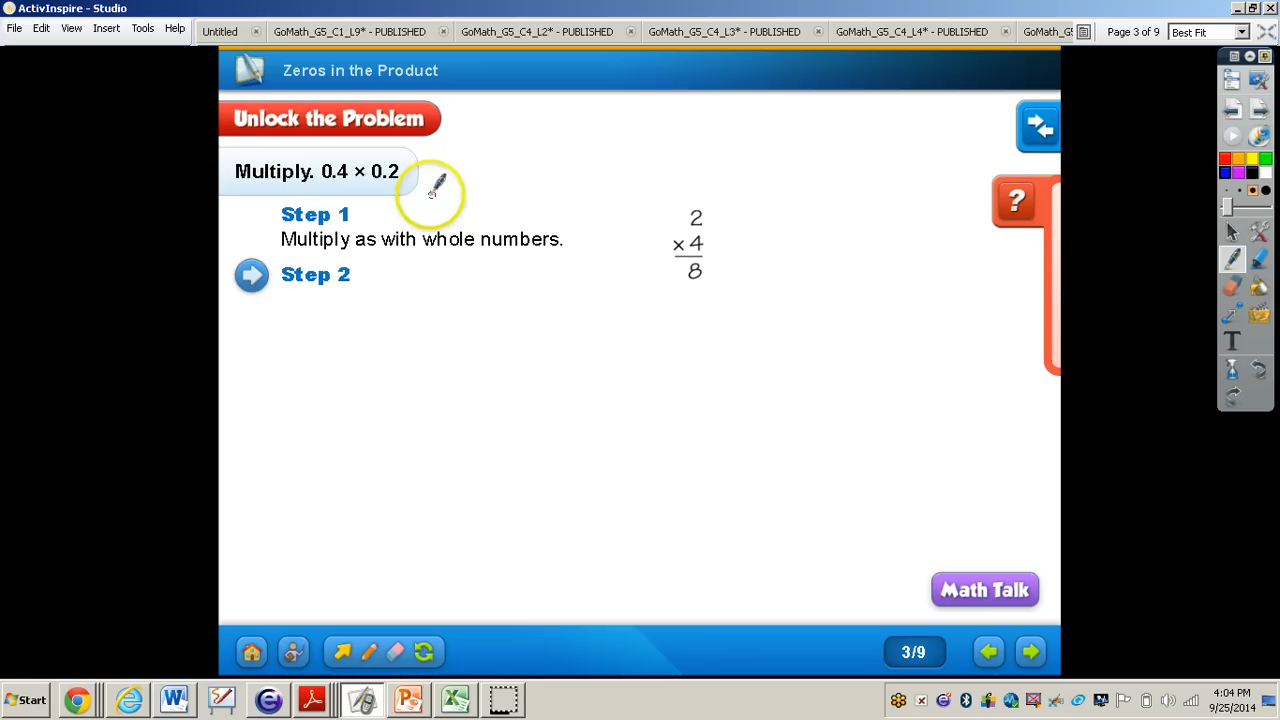 ActivInspire - Studio
File Edit View Insert Tools Help
Untitled GoMath_G5_C1_L9* - PUBLISHED GoMath_G5_C4_L2* - PUBLISHED GoMath_G5_C4_L3* - PUBLISHED GoMath_G5_C4_L4* - PUBLISHED Page 3 of 9 Best Fit
Zeros in the Product
Unlock the Problem
Multiply. 0.4 × 0.2
Step 1
Multiply as with whole numbers.
Step 2
2
× 4
8
?
T
Math Talk
3/9
Start
4:04 PM
9/25/2014